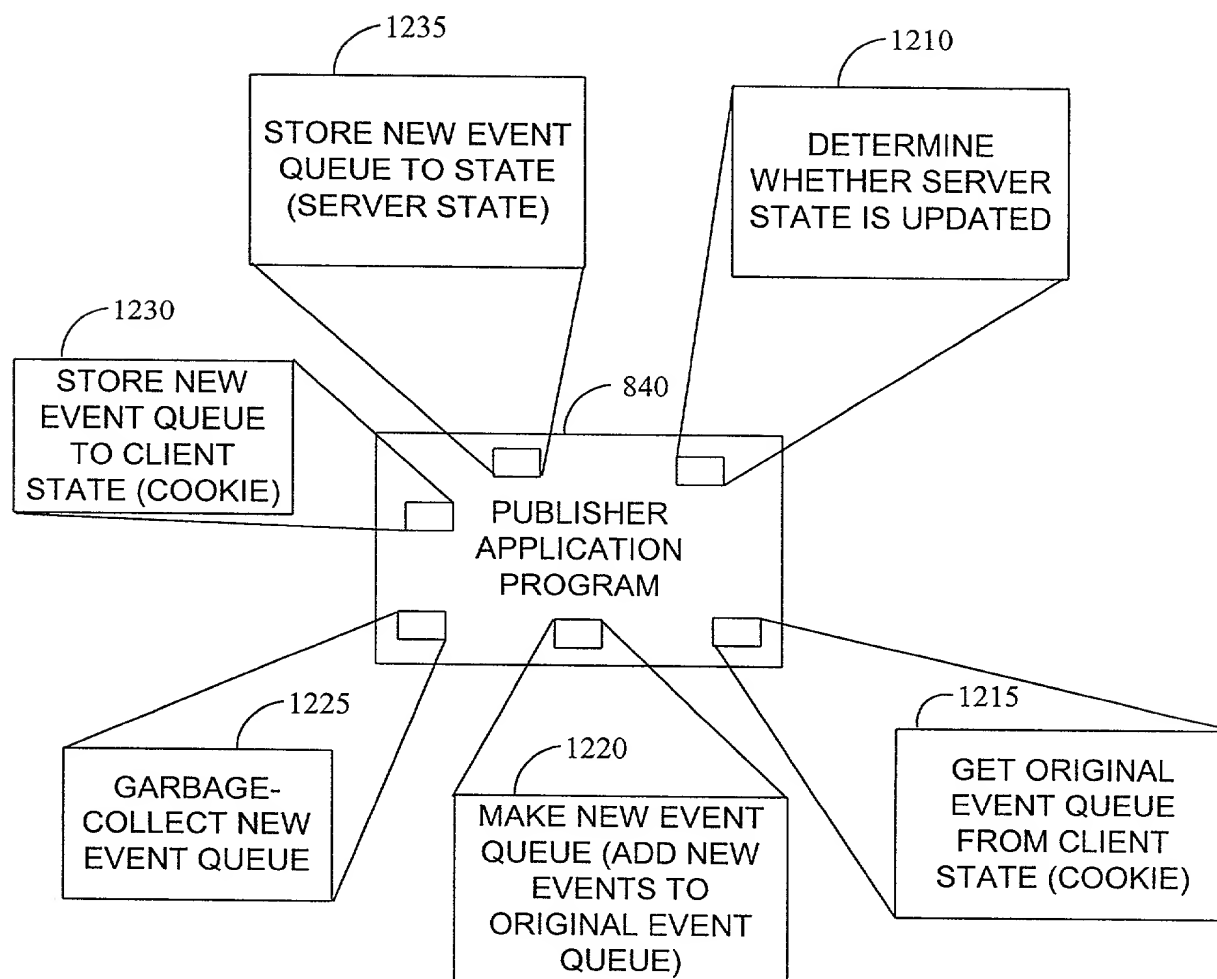 1235
STORE NEW EVENT
QUEUE TO STATE
(SERVER STATE)
1210
DETERMINE
WHETHER SERVER
STATE IS UPDATED
1230
STORE NEW
EVENT QUEUE
TO CLIENT
STATE (COOKIE)
840
PUBLISHER
APPLICATION
PROGRAM
1225
GARBAGE-
COLLECT NEW
EVENT QUEUE
1220
MAKE NEW EVENT
QUEUE (ADD NEW
EVENTS TO
ORIGINAL EVENT
QUEUE)
1215
GET ORIGINAL
EVENT QUEUE
FROM CLIENT
STATE (COOKIE)